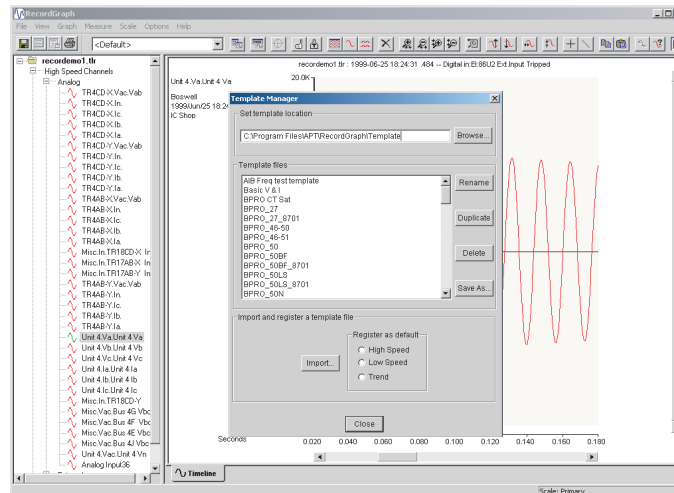 RecordGraph
File View Graph Measure Scale Options
Help
<Default>
recordemo1.tlr
High Speed Channels
Analog
TR4CD-X.Vac.Vab
TR4CD-X.In.
TR4CD-X.Ic.
TR4CD-X.Ib.
TR4CD-X.Ia.
TR4CD-Y.Vac.Vab
TR4CD-Y.In.
TR4CD-Y.Ic.
TR4CD-Y.Ib.
TR4CD-Y.Ia.
TR4AB-X.Vac.Vab
TR4AB-X.In.
TR4AB-X.Ic.
TR4AB-X.Ib.
TR4AB-X.Ia.
Misc.In.TR18CD-X In
Misc.In.TR17AB-X In
Misc.In.TR17AB-Y In
TR4AB-Y.Vac.Vab
TR4AB-Y.In.
TR4AB-Y.Ic.
TR4AB-Y.Ib.
TR4AB-Y.Ia.
Unit 4.Va.Unit 4 Va
Unit 4.Vb.Unit 4 Vb
Unit 4.Vc.Unit 4 Vc
Unit 4.Ia.Unit 4 Ia
Unit 4.Ib.Unit 4 Ib
Unit 4.Ic.Unit 4 Ic
Misc.In.TR18CD-Y
Misc.Vac.Bus 4G Vbc
Misc.Vac.Bus 4F Vbc
Misc.Vac.Bus 4E Vbc
Misc.Vac.Bus 4J Vbc
Unit 4.Vac.Unit 4 Vn
Analog Input36
recordemo1.tlr : 1999-06-25 18:24:31 .484 -- Digital in.El:86U2 Ext.Input Tripped
Unit 4.Va.Unit 4 Va
20.0K
Boswell
1999/Jun/25 18:24
IC Shop
Template Manager
Set template location
C:\Program Files\APT\RecordGraph\Template
Browse...
Template files
AIB Freq test template
Basic V & I
BPRO CT Sat
BPRO_27
BPRO_27_8701
BPRO_46-50
BPRO_46-51
BPRO_50
BPRO_50BF
BPRO_50BF_8701
BPRO_50LS
BPRO_50LS_8701
BPRO_50N
Rename
Duplicate
Delete
Save As...
Import and register a template file
Import...
Register as default
High Speed
Low Speed
Trend
Close
Seconds
0.020 0.040 0.060 0.080 0.100 0.120 0.140 0.160 0.180
Timeline
Scale: Primary